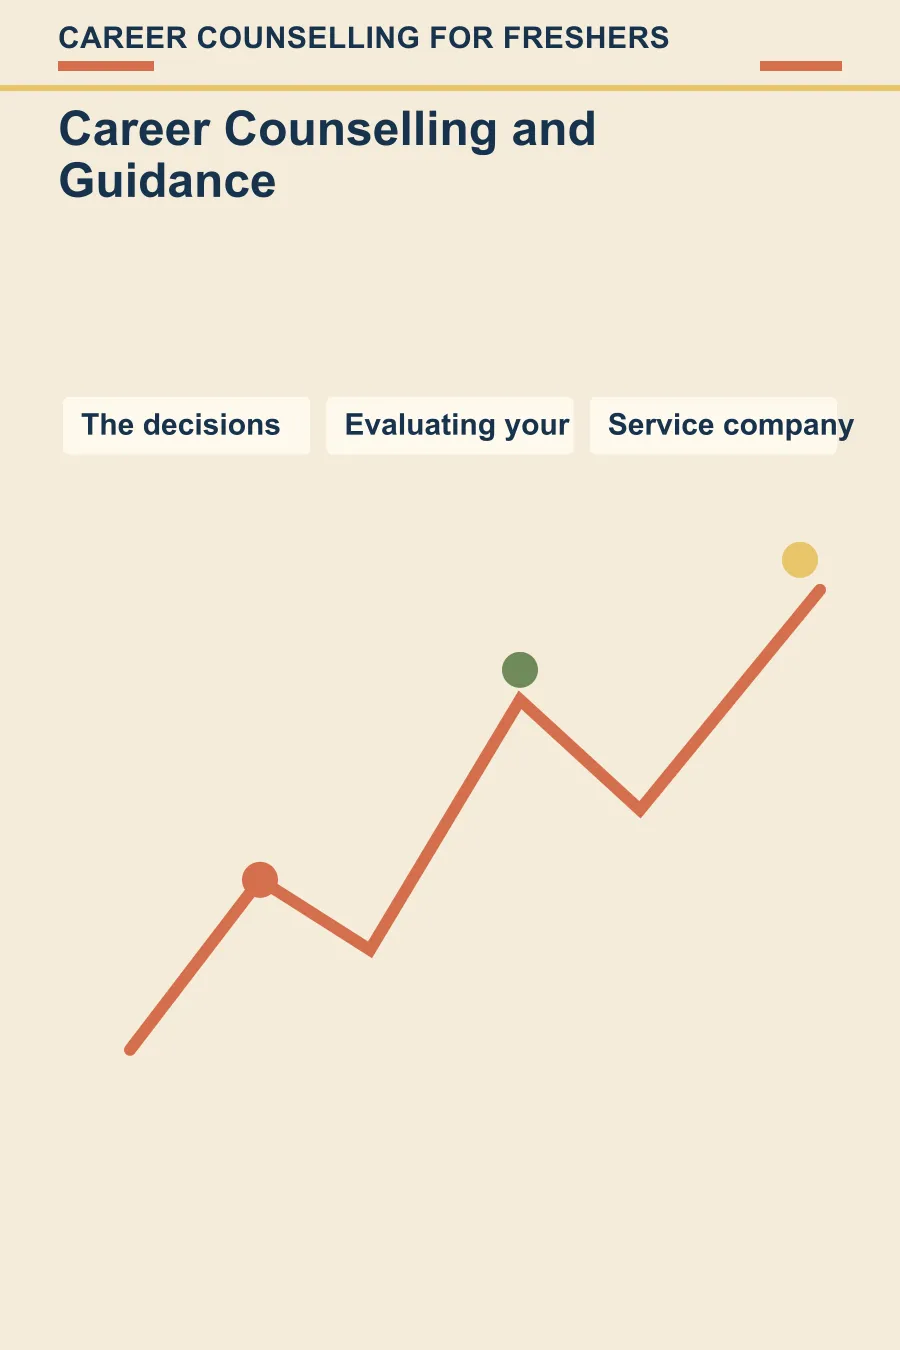 CAREER COUNSELLING FOR FRESHERS
Career Counselling and
Guidance
The decisions
Evaluating your
Service company